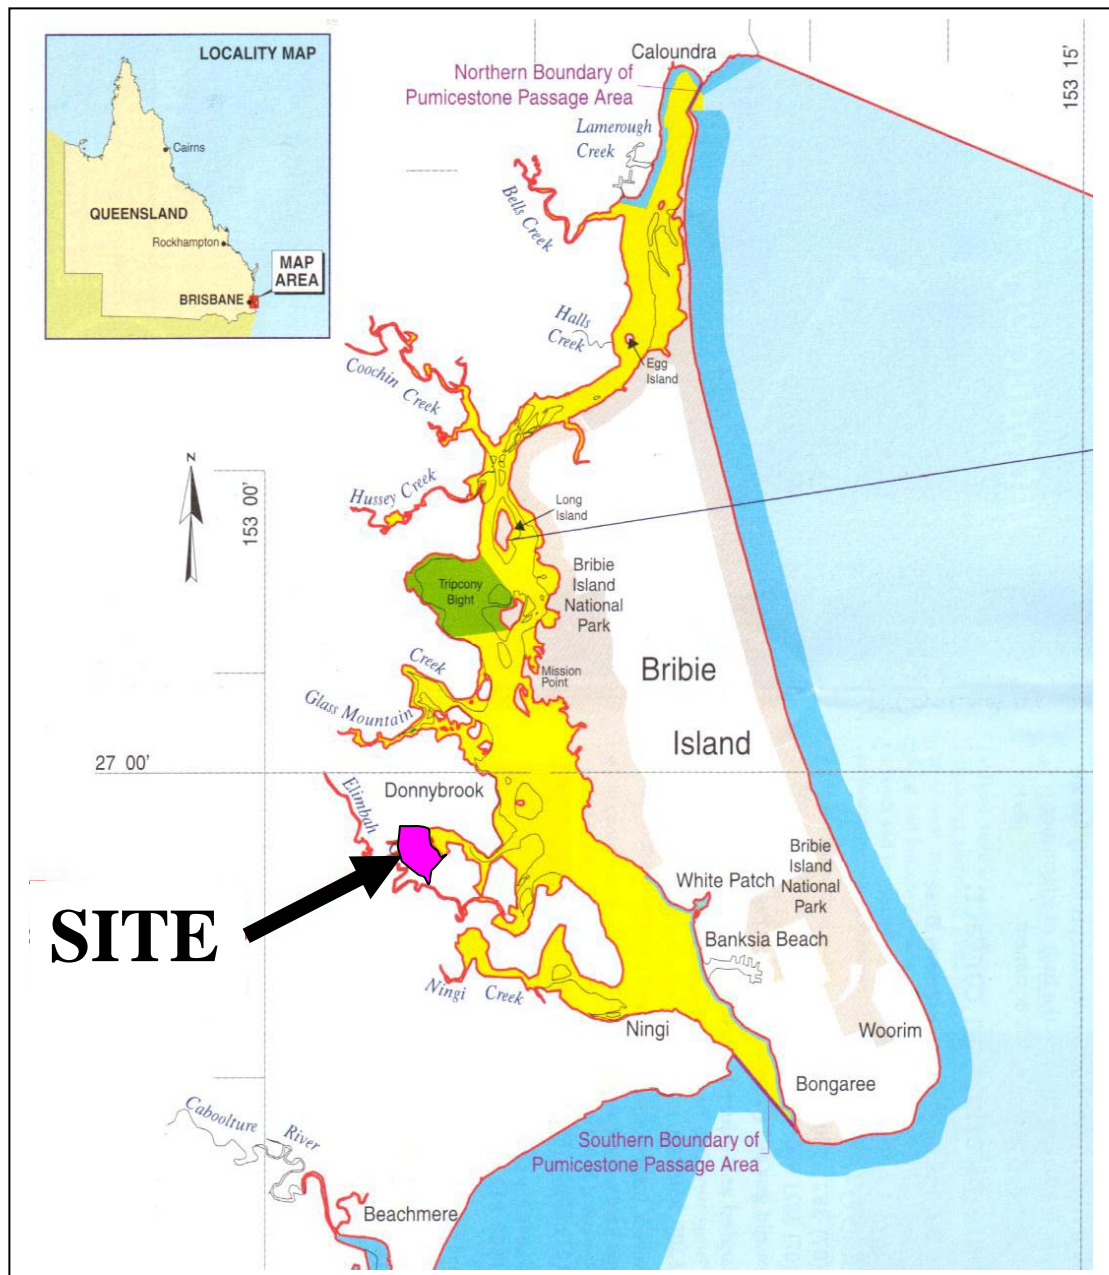 LOCALITY MAP
Cairns
QUEENSLAND
Rockhampton
MAP
AREA
BRISBANE
Caloundra
Northern Boundary of
Pumicestone Passage Area
153 15'
Lamerough
Creek
Bells Creek
Halls
Creek
Egg
Island
Coochin Creek
N
153 00'
Hussey Creek
Long
Island
Tripcony
Bight
Bribie
Island
National
Park
Mission
Point
Creek
Glass Mountain
Bribie
Island
27 00'
Donnybrook
Elimbah
Bribie
Island
National
Park
White Patch
SITE
Banksia Beach
Ningi Creek
Ningi
Woorim
Bongaree
Caboolture
River
Southern Boundary of
Pumicestone Passage Area
Beachmere